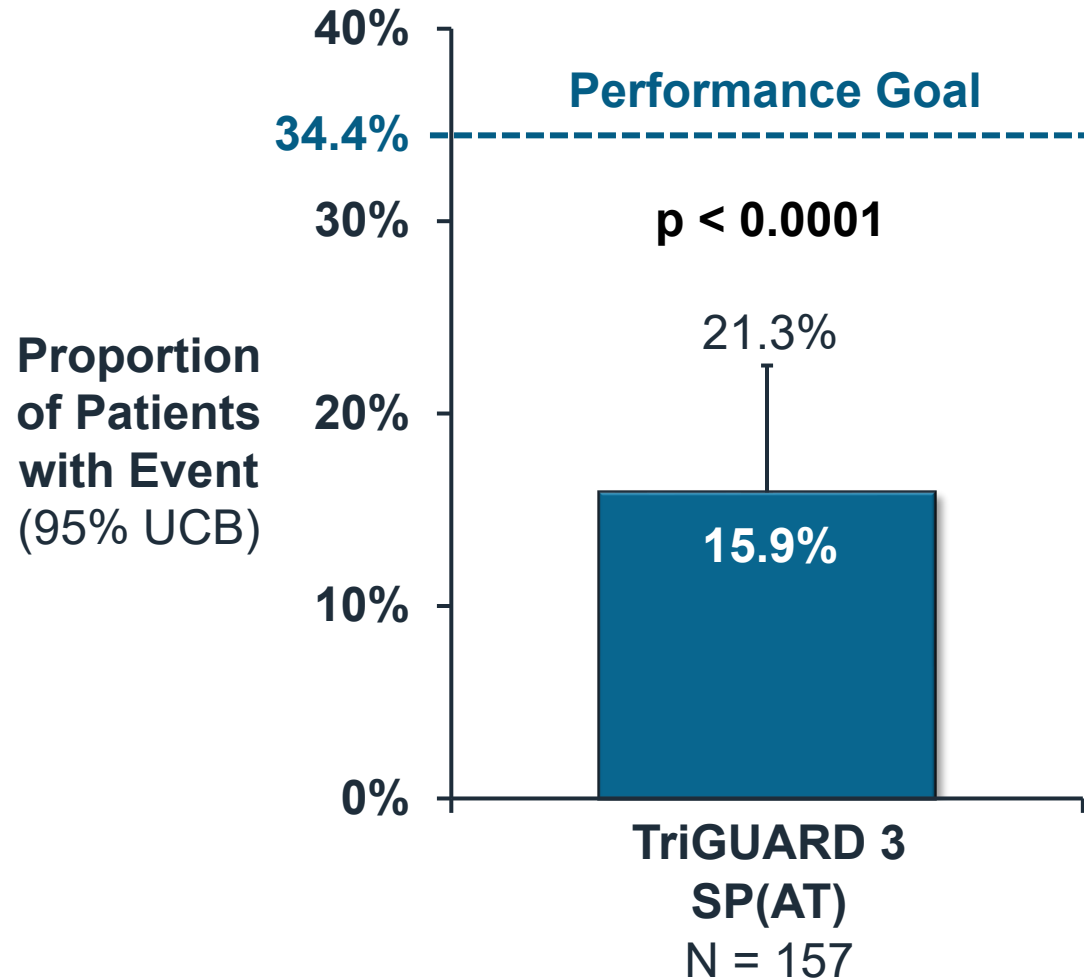 40%
Performance Goal
34.4%
30%
p < 0.0001
21.3%
Proportion
of Patients
with Event
(95% UCB)
20%
15.9%
10%
0%
TriGUARD 3
SP(AT)
N = 157